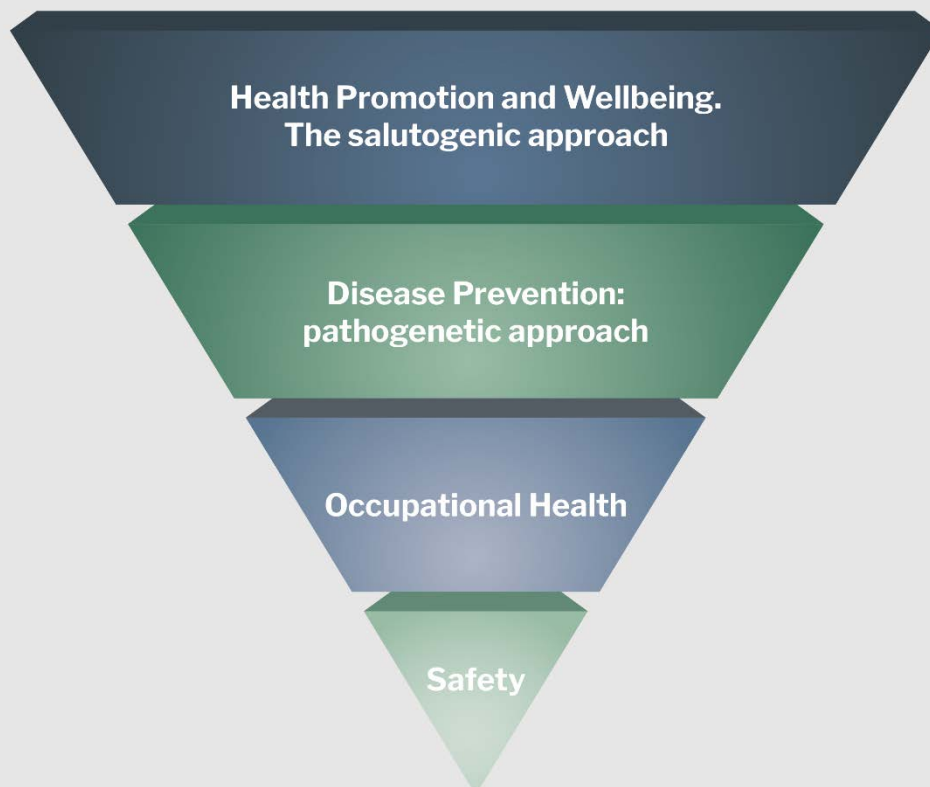 Health Promotion and Wellbeing.
The salutogenic approach
Disease Prevention:
pathogenetic approach
Occupational Health
Safety